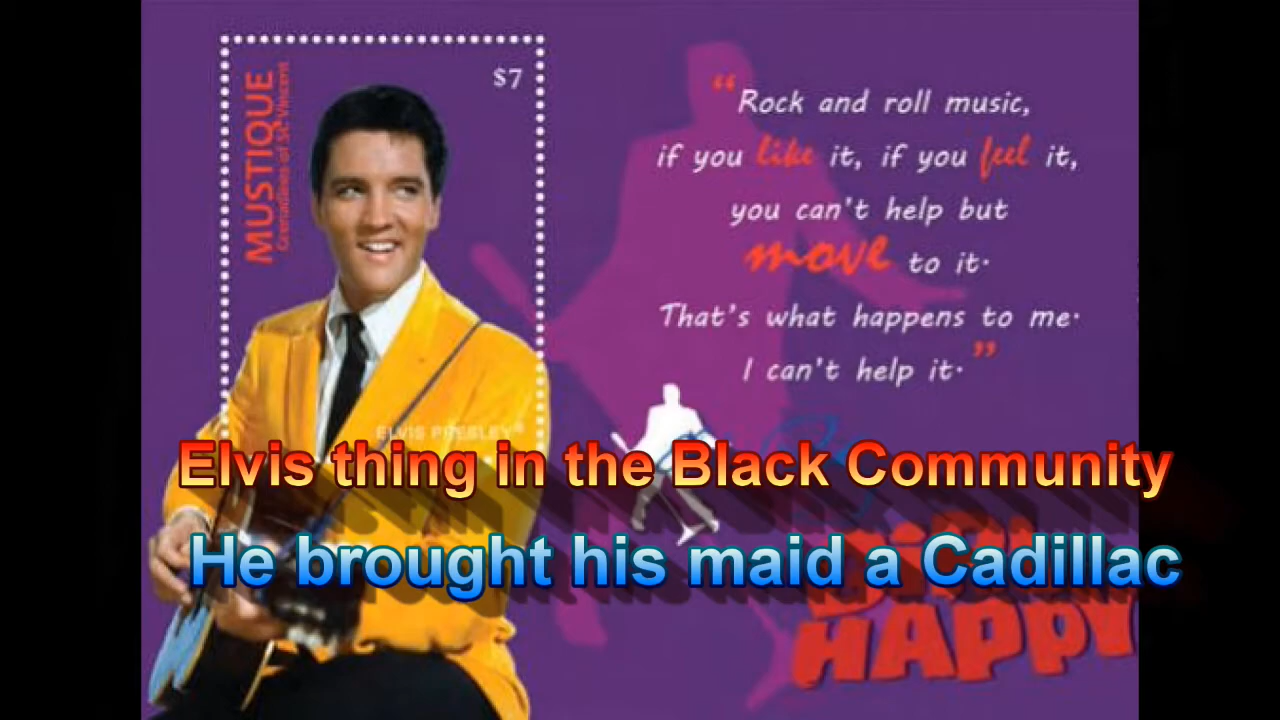 $7
MUSTIQUE
Grenadines of St. Vincent
“Rock and roll music,
if you like it, if you feel it,
you can't help but
move to it.
That's what happens to me.
I can't help it.”
ELVIS PRESLEY®
Elvis thing in the Black Community
He brought his maid a Cadillac
HAPPY